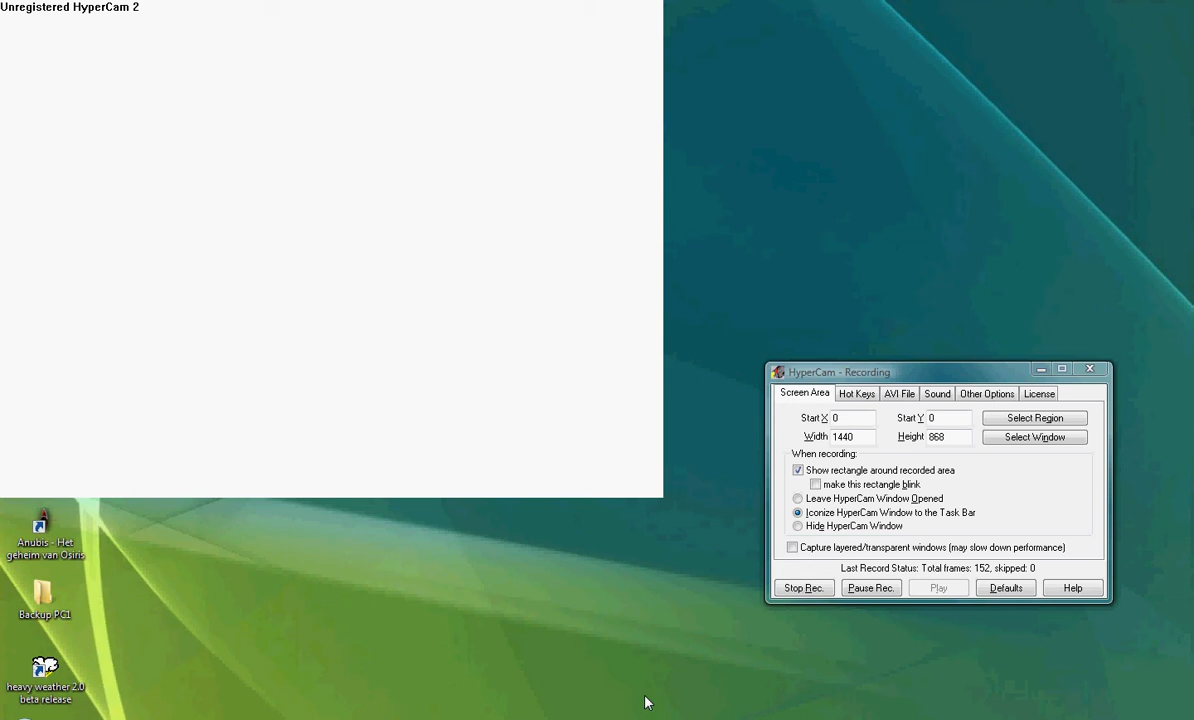 Unregistered HyperCam 2
HyperCam - Recording
Screen Area
Hot Keys
AVI File
Sound
Other Options
License
Start X 0
Start Y 0
Select Region
Width 1440
Height 868
Select Window
When recording:
Show rectangle around recorded area
make this rectangle blink
Leave HyperCam Window Opened
Iconize HyperCam Window to the Task Bar
Hide HyperCam Window
Capture layered/transparent windows (may slow down performance)
Last Record Status: Total frames: 152, skipped: 0
Stop Rec.
Pause Rec.
Play
Defaults
Help
Anubis - Het
geheim van Osiris
Backup PC1
heavy weather 2.0
beta release